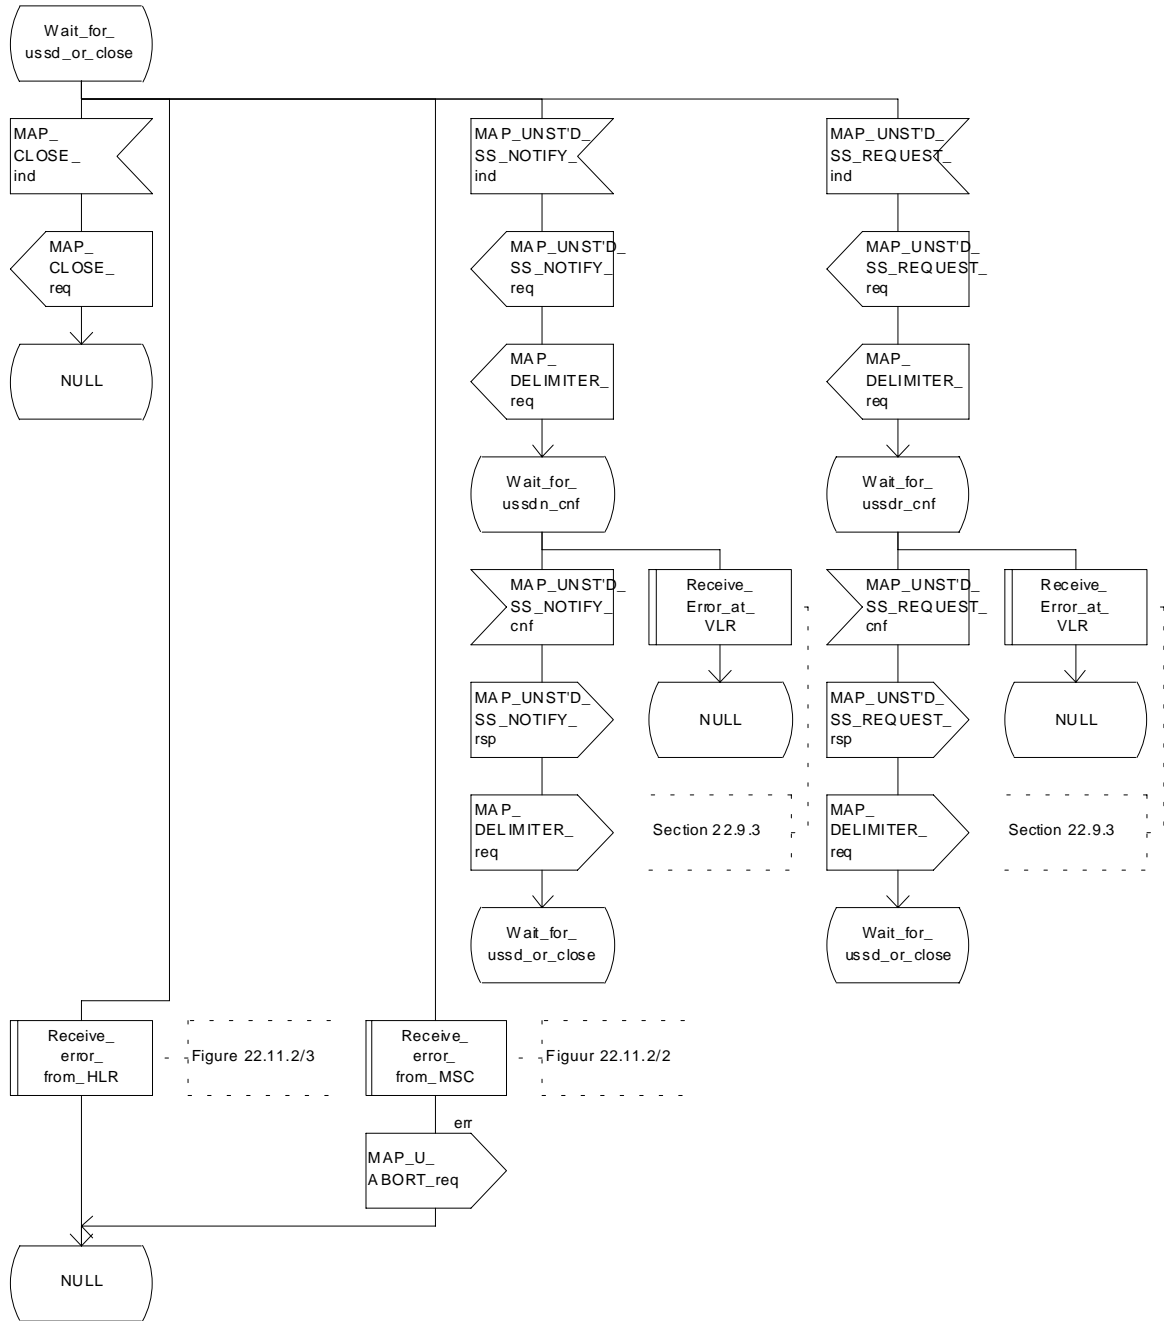 Wait_for_
ussd_or_close
MAP_
CLOSE_
ind
MAP_UNST'D_
SS_NOTIFY_
ind
MAP_UNST'D_
SS_REQUEST_
ind
MAP_
CLOSE_
req
MAP_UNST'D_
SS_NOTIFY_
req
MAP_UNST'D_
SS_REQUEST_
req
NULL
MAP_
DELIMITER_
req
MAP_
DELIMITER_
req
Wait_for_
ussdn_cnf
Wait_for_
ussdr_cnf
MAP_UNST'D_
SS_NOTIFY_
cnf
Receive_
Error_at_
VLR
MAP_UNST'D_
SS_REQUEST_
cnf
Receive_
Error_at_
VLR
MAP_UNST'D_
SS_NOTIFY_
rsp
NULL
MAP_UNST'D_
SS_REQUEST_
rsp
NULL
MAP_
DELIMITER_
req
Section 22.9.3
MAP_
DELIMITER_
req
Section 22.9.3
Wait_for_
ussd_or_close
Wait_for_
ussd_or_close
Receive_
error_
from_HLR
Figure 22.11.2/3
Receive_
error_
from_MSC
Figuur 22.11.2/2
err
MAP_U_
ABORT_req
NULL